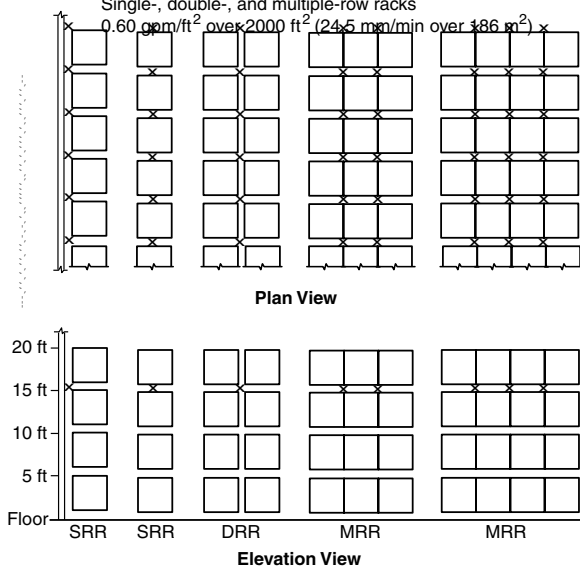 Single-, double-, and multiple-row racks
0.60 gpm/ft² over 2000 ft² (24.5 mm/min over 186 m²)
Plan View
20 ft
15 ft
10 ft
5 ft
Floor
SRR SRR DRR MRR MRR
Elevation View